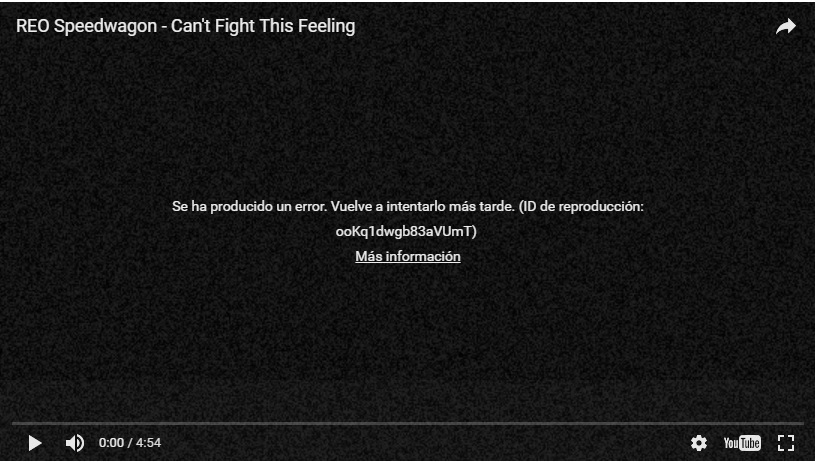 REO Speedwagon - Can't Fight This Feeling
Se ha producido un error. Vuelve a intentarlo más tarde. (ID de reproducción:
ooKq1dwgb83aVUmT)
Más información
0:00 / 4:54
YouTube